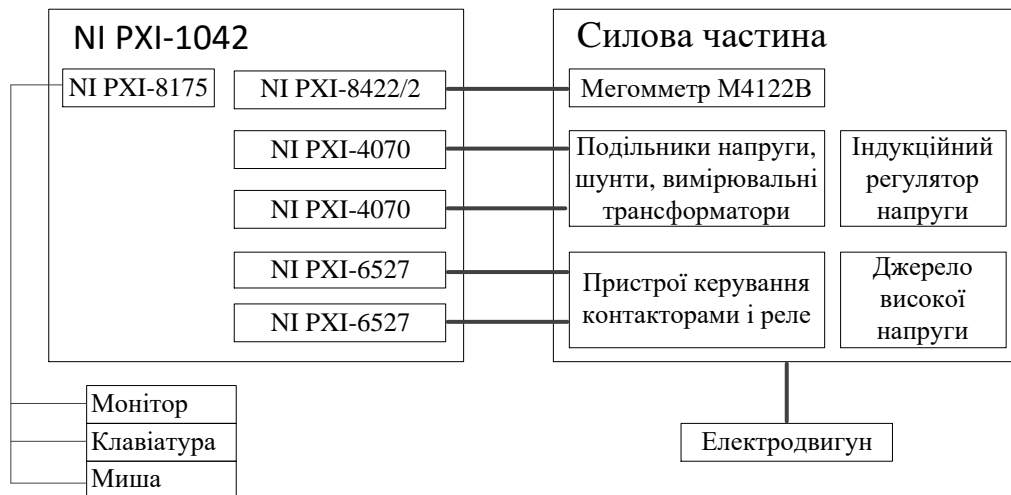 NI PXI-1042
NI PXI-8175
NI PXI-8422/2
NI PXI-4070
NI PXI-4070
NI PXI-6527
NI PXI-6527
Монітор
Клавіатура
Миша
Силова частина
Мегомметр М4122В
Подільники напруги,
шунти, вимірювальні
трансформатори
Індукційний
регулятор
напруги
Пристрої керування
контакторами і реле
Джерело
високої
напруги
Електродвигун